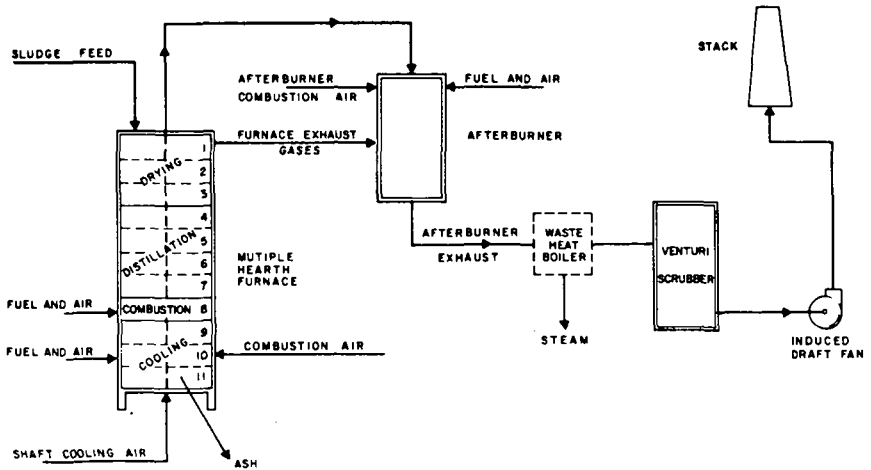 SLUDGE FEED
AFTERBURNER
COMBUSTION AIR
FUEL AND AIR
STACK
AFTERBURNER
FURNACE EXHAUST
GASES
1
2
3
DRYING
4
5
6
7
DISTILLATION
MUTIPLE
HEARTH
FURNACE
AFTERBURNER
EXHAUST
WASTE
HEAT
BOILER
VENTURI
SCRUBBER
FUEL AND AIR
COMBUSTION 8
9
10
11
COOLING
FUEL AND AIR
COMBUSTION AIR
STEAM
INDUCED
DRAFT FAN
SHAFT COOLING AIR
ASH